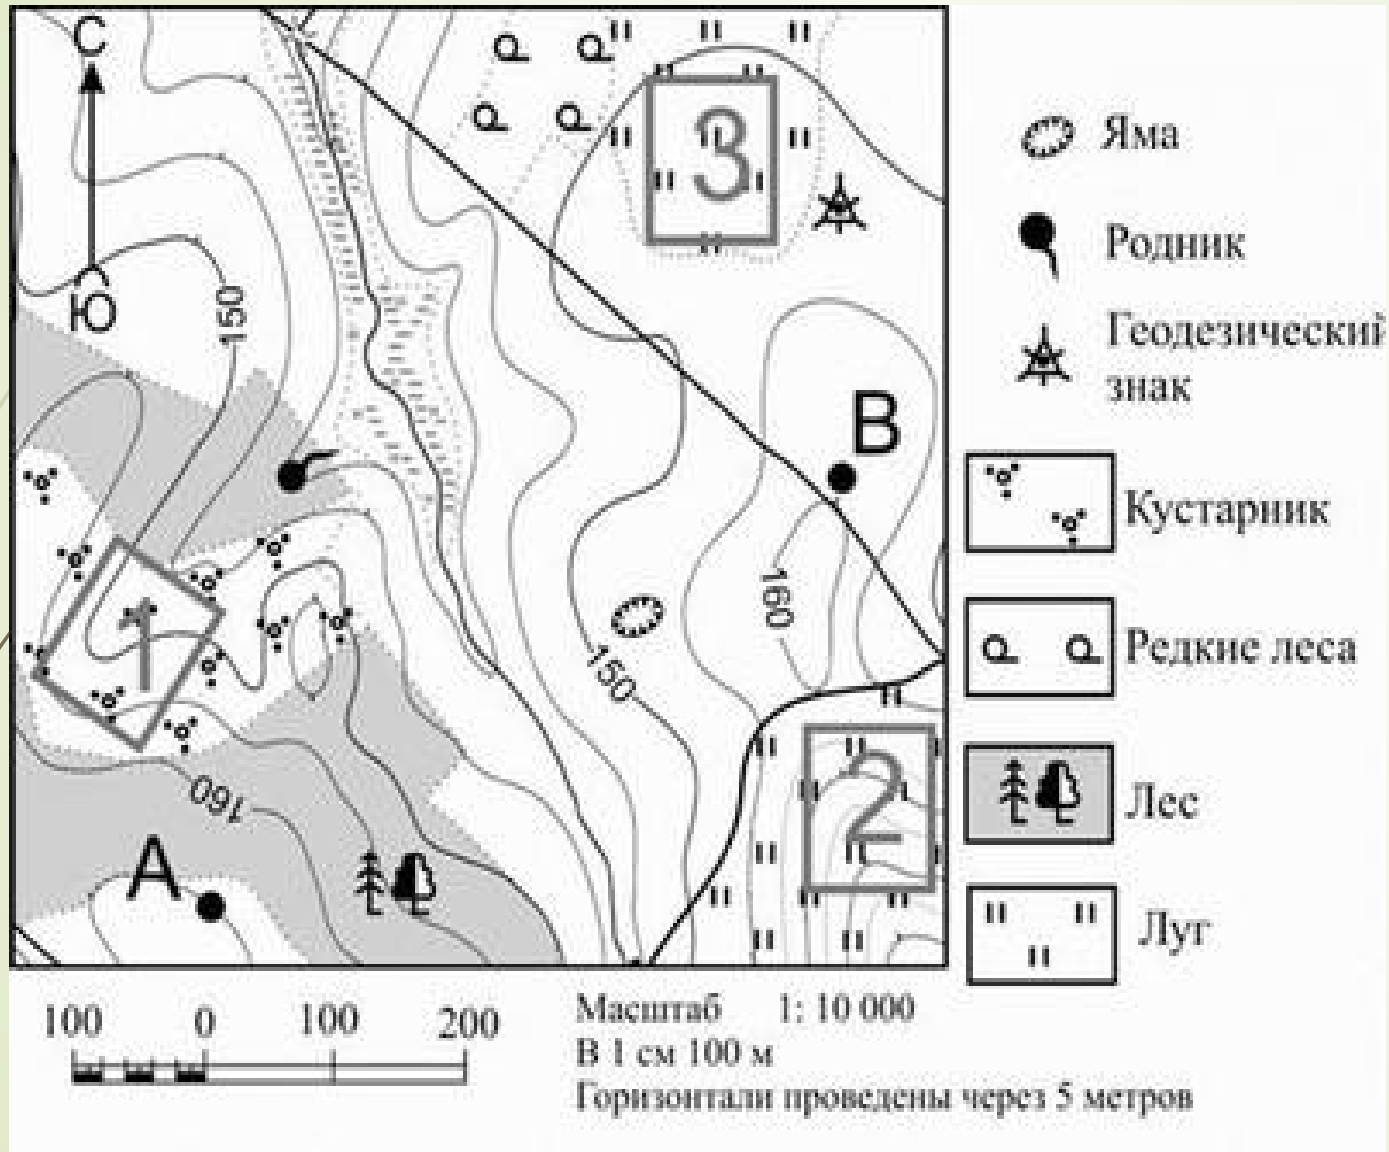 С
Ю
150
3
В
160
1
150
160
2
А
Яма
Родник
Геодезический
знак
Кустарник
Редкие леса
Лес
Луг
100 0 100 200
Масштаб 1: 10 000
В 1 см 100 м
Горизонтали проведены через 5 метров